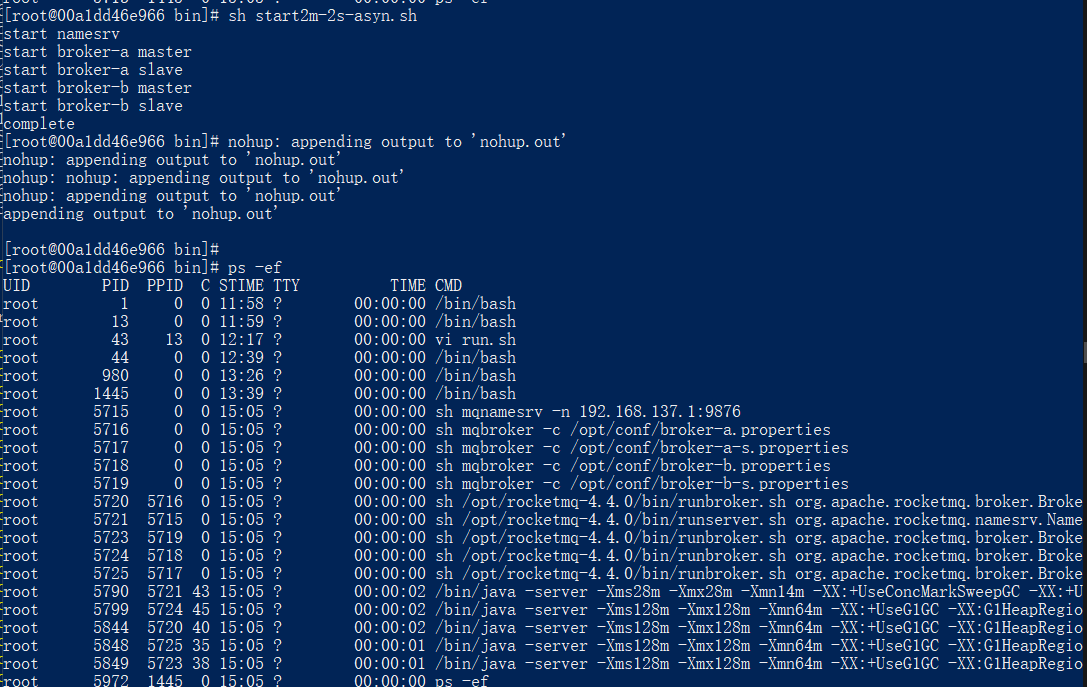 [root@00a1dd46e966 bin]# sh start2m-2s-asyn.sh
start namesrv
start broker-a master
start broker-a slave
start broker-b master
start broker-b slave
complete
[root@00a1dd46e966 bin]# nohup: appending output to 'nohup.out'
nohup: appending output to 'nohup.out'
nohup: nohup: appending output to 'nohup.out'
nohup: appending output to 'nohup.out'
appending output to 'nohup.out'
[root@00a1dd46e966 bin]#
[root@00a1dd46e966 bin]# ps -ef
UID        PID  PPID  C STIME TTY          TIME CMD
root         1     0  0 11:58 ?        00:00:00 /bin/bash
root        13     0  0 11:59 ?        00:00:00 /bin/bash
root        43    13  0 12:17 ?        00:00:00 vi run.sh
root        44     0  0 12:39 ?        00:00:00 /bin/bash
root       980     0  0 13:26 ?        00:00:00 /bin/bash
root      1445     0  0 13:39 ?        00:00:00 /bin/bash
root      5715     0  0 15:05 ?        00:00:00 sh mqnamesrv -n 192.168.137.1:9876
root      5716     0  0 15:05 ?        00:00:00 sh mqbroker -c /opt/conf/broker-a.properties
root      5717     0  0 15:05 ?        00:00:00 sh mqbroker -c /opt/conf/broker-a-s.properties
root      5718     0  0 15:05 ?        00:00:00 sh mqbroker -c /opt/conf/broker-b.properties
root      5719     0  0 15:05 ?        00:00:00 sh mqbroker -c /opt/conf/broker-b-s.properties
root      5720  5716  0 15:05 ?        00:00:00 sh /opt/rocketmq-4.4.0/bin/runbroker.sh org.apache.rocketmq.broker.Broke
root      5721  5715  0 15:05 ?        00:00:00 sh /opt/rocketmq-4.4.0/bin/runserver.sh org.apache.rocketmq.namesrv.Name
root      5723  5719  0 15:05 ?        00:00:00 sh /opt/rocketmq-4.4.0/bin/runbroker.sh org.apache.rocketmq.broker.Broke
root      5724  5718  0 15:05 ?        00:00:00 sh /opt/rocketmq-4.4.0/bin/runbroker.sh org.apache.rocketmq.broker.Broke
root      5725  5717  0 15:05 ?        00:00:00 sh /opt/rocketmq-4.4.0/bin/runbroker.sh org.apache.rocketmq.broker.Broke
root      5790  5721 43 15:05 ?        00:00:02 /bin/java -server -Xms28m -Xmx28m -Xmn14m -XX:+UseConcMarkSweepGC -XX:+U
root      5799  5724 45 15:05 ?        00:00:02 /bin/java -server -Xms128m -Xmx128m -Xmn64m -XX:+UseG1GC -XX:G1HeapRegio
root      5844  5720 40 15:05 ?        00:00:02 /bin/java -server -Xms128m -Xmx128m -Xmn64m -XX:+UseG1GC -XX:G1HeapRegio
root      5848  5725 35 15:05 ?        00:00:01 /bin/java -server -Xms128m -Xmx128m -Xmn64m -XX:+UseG1GC -XX:G1HeapRegio
root      5849  5723 38 15:05 ?        00:00:01 /bin/java -server -Xms128m -Xmx128m -Xmn64m -XX:+UseG1GC -XX:G1HeapRegio
root      5972  1445  0 15:05 ?        00:00:00 ps -ef